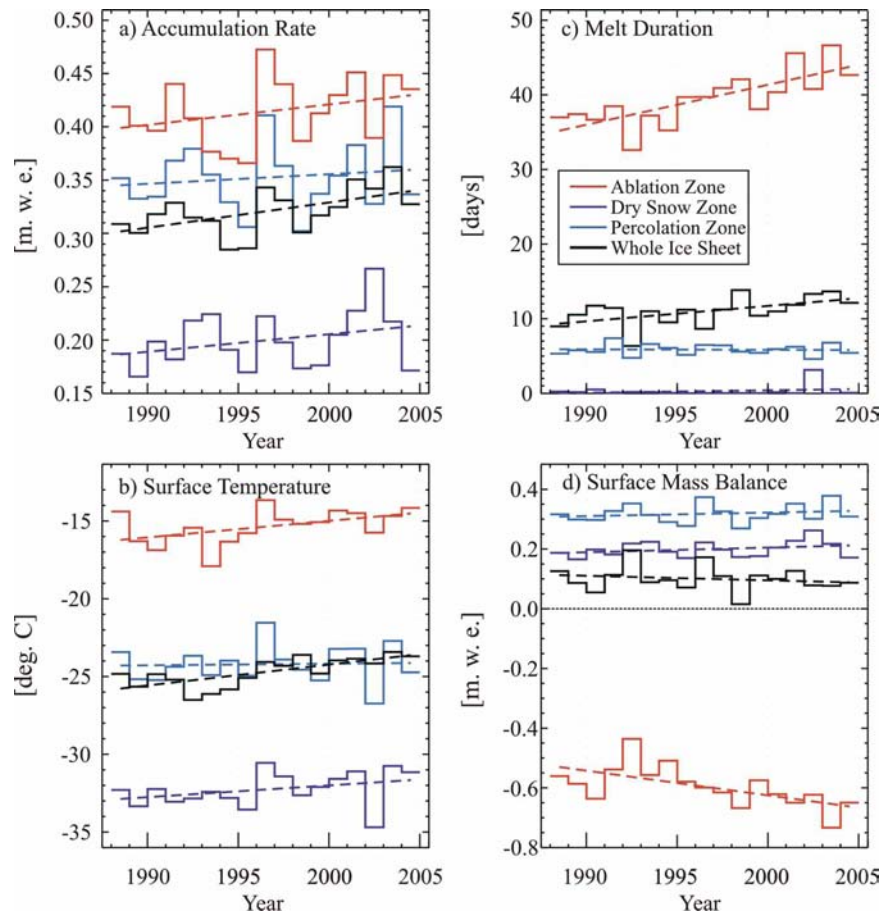 a) Accumulation Rate
0.50
0.45
0.40
0.35
0.30
0.25
0.20
0.15
[m. w. e.]
1990 1995 2000 2005
Year
c) Melt Duration
50
40
30
20
10
0
[days]
Ablation Zone
Dry Snow Zone
Percolation Zone
Whole Ice Sheet
1990 1995 2000 2005
Year
b) Surface Temperature
-15
-20
-25
-30
-35
[deg. C]
1990 1995 2000 2005
Year
d) Surface Mass Balance
0.4
0.2
0.0
-0.2
-0.4
-0.6
-0.8
[m. w. e.]
1990 1995 2000 2005
Year